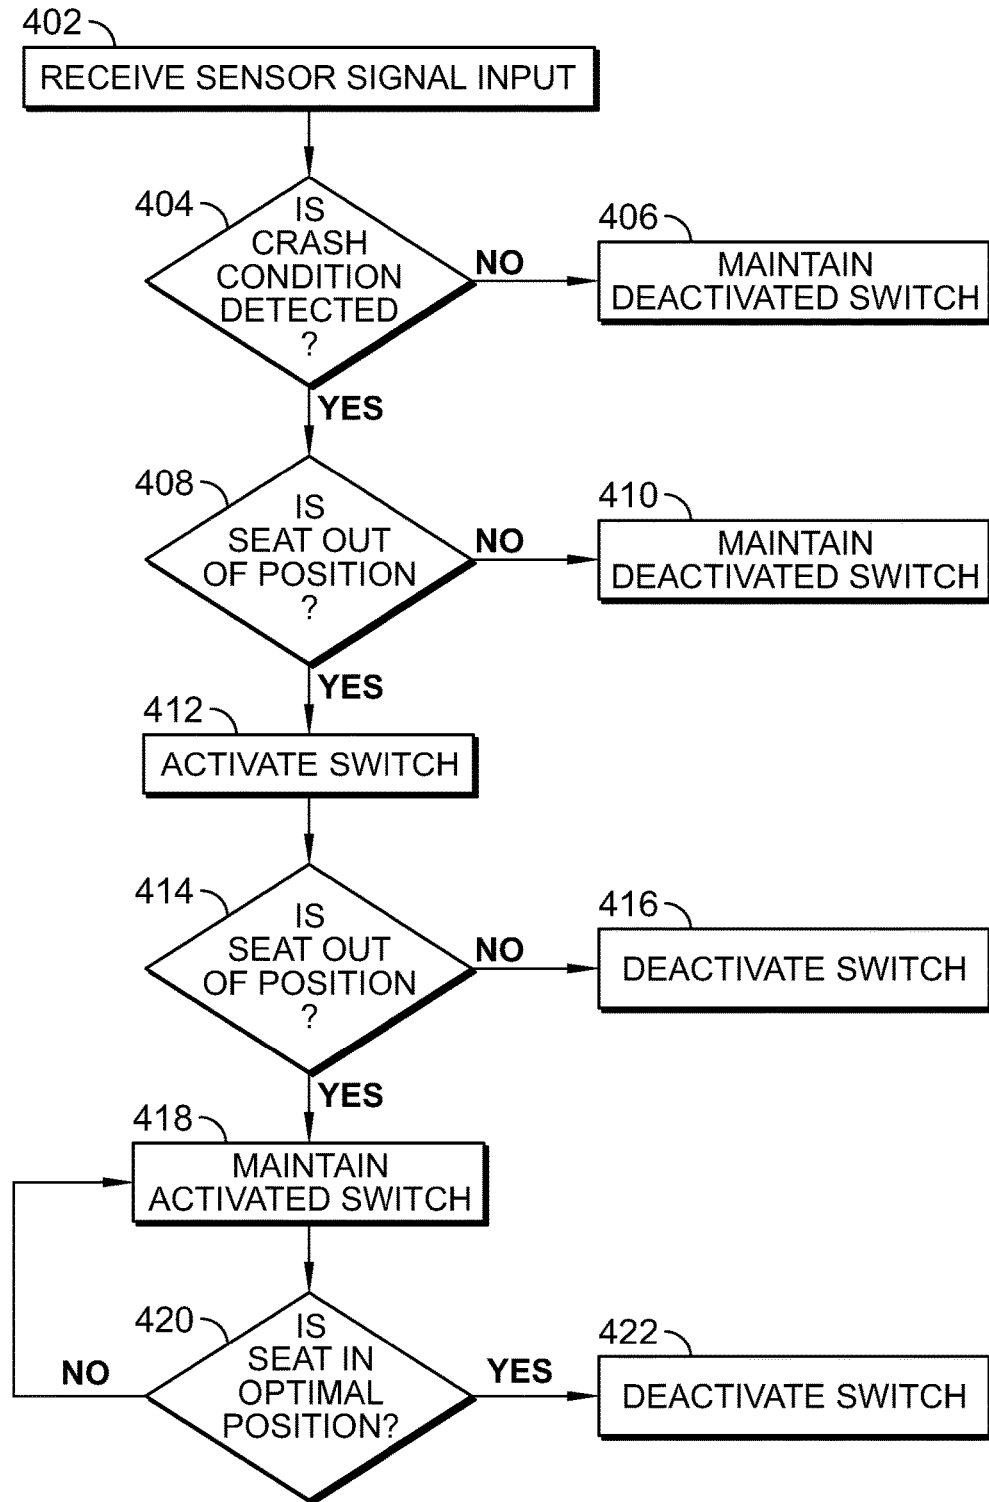 402
RECEIVE SENSOR SIGNAL INPUT
404
IS
CRASH
CONDITION
DETECTED
?
NO
406
MAINTAIN
DEACTIVATED SWITCH
YES
408
IS
SEAT OUT
OF POSITION
?
NO
410
MAINTAIN
DEACTIVATED SWITCH
YES
412
ACTIVATE SWITCH
414
IS
SEAT OUT
OF POSITION
?
NO
416
DEACTIVATE SWITCH
YES
418
MAINTAIN
ACTIVATED SWITCH
420
IS
SEAT IN
OPTIMAL
POSITION?
NO
YES
422
DEACTIVATE SWITCH